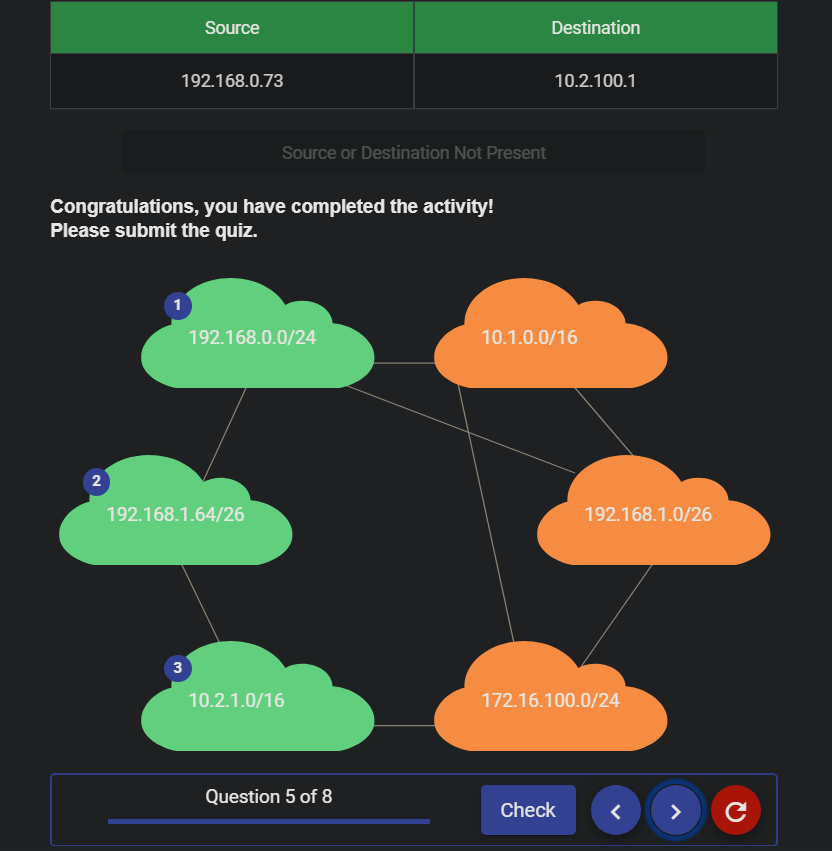 Source Destination
192.168.0.73 10.2.100.1
Source or Destination Not Present
Congratulations, you have completed the activity!
Please submit the quiz.
1
192.168.0.0/24 10.1.0.0/16
2
192.168.1.64/26 192.168.1.0/26
3
10.2.1.0/16 172.16.100.0/24
Question 5 of 8
Check